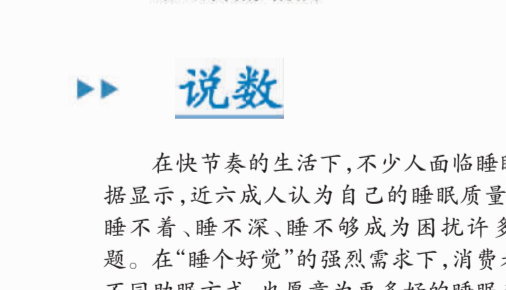 说数
在快节奏的生活下，不少人面临睡
据显示，近六成人认为自己的睡眠质量
睡不着、睡不深、睡不够成为困扰许多
题。在“睡个好觉”的强烈需求下，消费